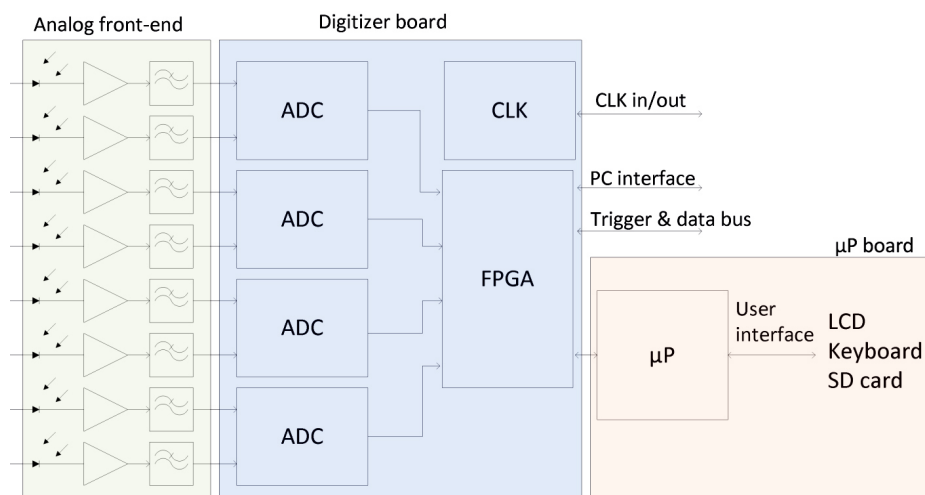 Analog front-end
Digitizer board
ADC
CLK
CLK in/out
PC interface
ADC
Trigger & data bus
µP board
FPGA
ADC
User
interface
µP
LCD
Keyboard
SD card
ADC